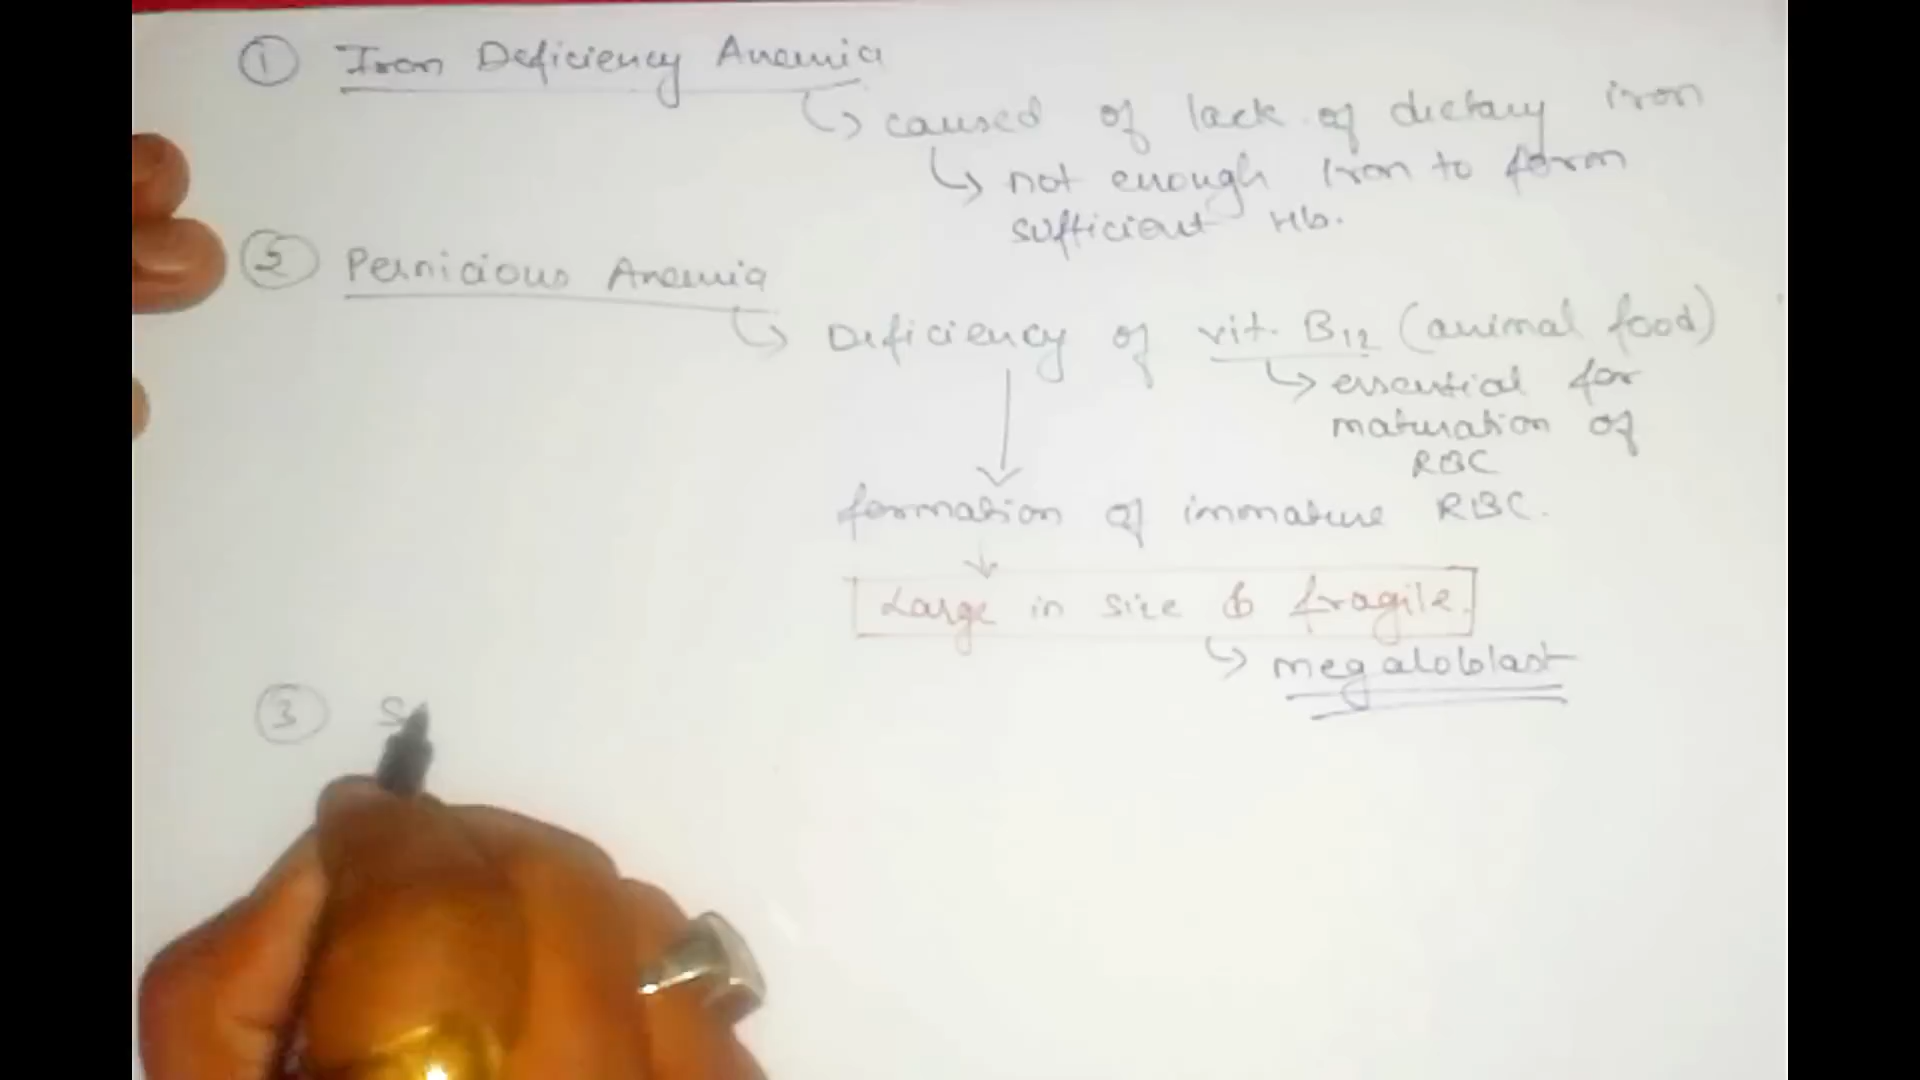 ① Iron Deficiency Anemia
↳ caused of lack of dietary iron
↳ not enough Iron to form
sufficient Hb.
② Pernicious Anemia
↳ Deficiency of vit. B12 (animal food)
↳ essential for
maturation of
RBC
formation of immature RBC.
Large in size & fragile.
↳ megaloblast
③ S